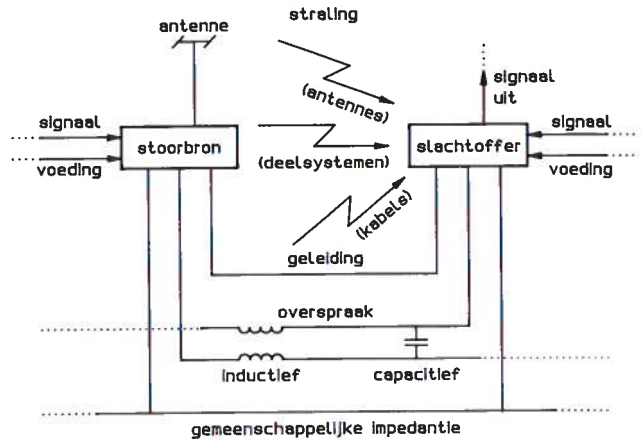 straling
antenne
(antennes)
signaal
uit
signaal
voeding
stoorbron
(deelsystemen)
slachtoffer
signaal
voeding
(kabels)
geleiding
overspraak
inductief
capacitief
gemeenschappelijke impedantie